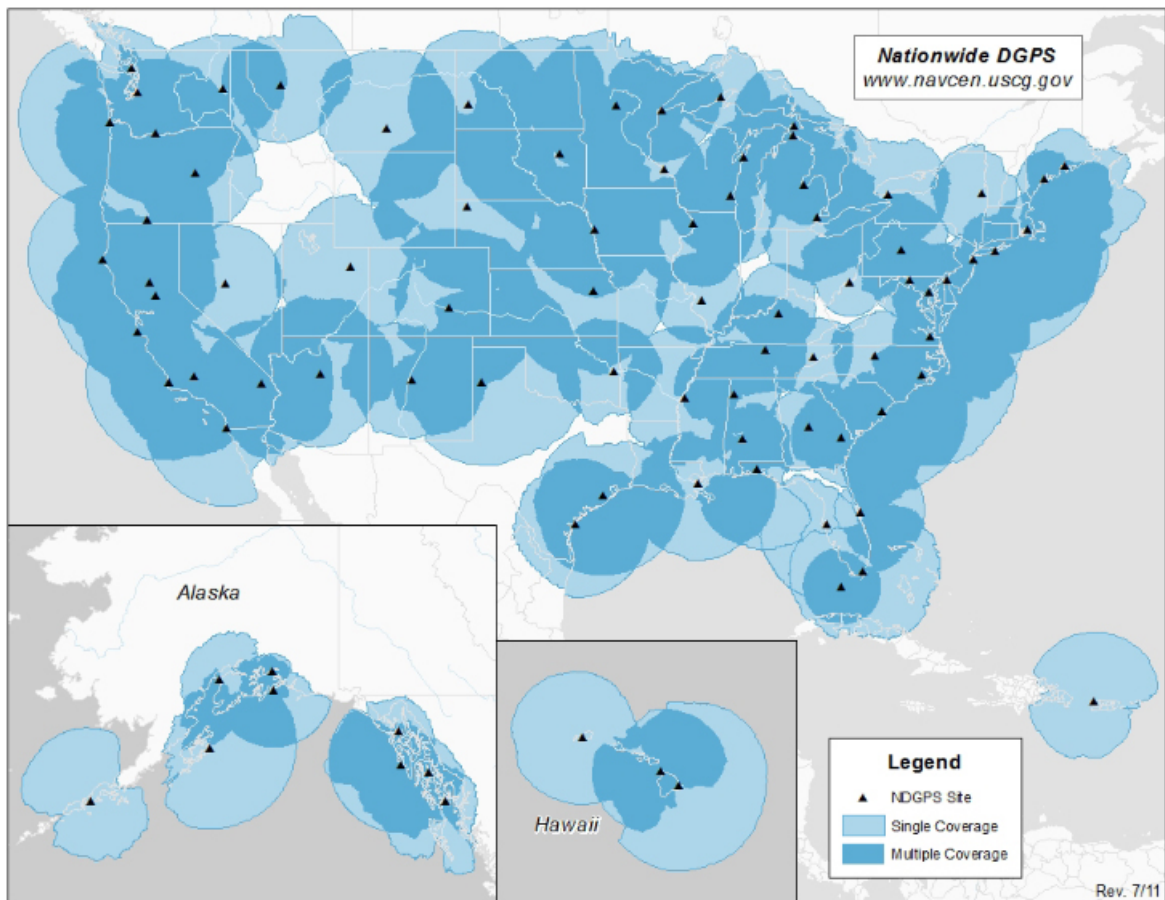 Nationwide DGPS
www.navcen.uscg.gov
Alaska
Hawaii
Legend
NDGPS Site
Single Coverage
Multiple Coverage
Rev. 7/11